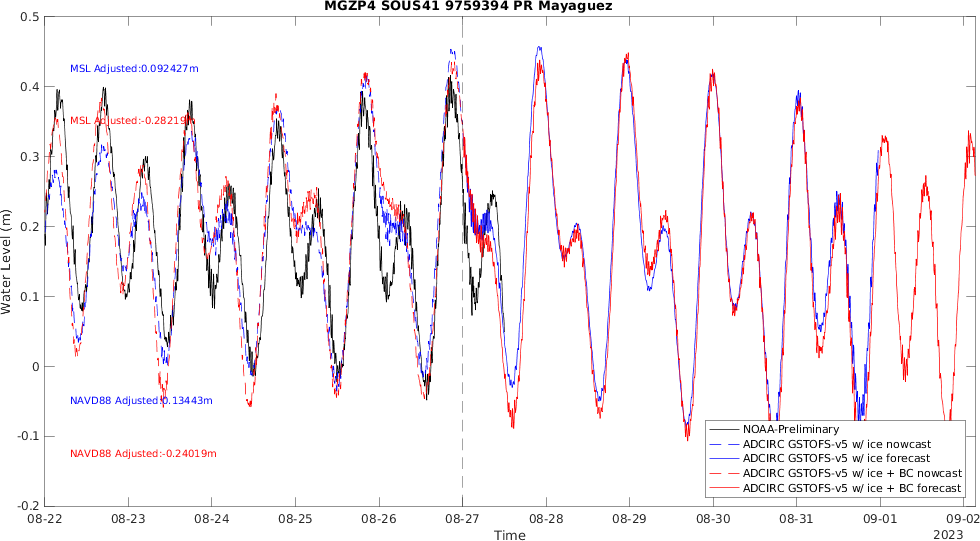 MGZP4 SOUS41 9759394 PR Mayaguez
0.5
MSL Adjusted:0.092427m
0.4
MSL Adjusted:-0.28219m
0.3
0.2
Water Level (m)
0.1
0
NAVD88 Adjusted:0.13443m
-0.1
NAVD88 Adjusted:-0.24019m
-0.2
NOAA-Preliminary
ADCIRC GSTOFS-v5 w/ ice nowcast
ADCIRC GSTOFS-v5 w/ ice forecast
ADCIRC GSTOFS-v5 w/ice + BC nowcast
ADCIRC GSTOFS-v5 w/ice + BC forecast
08-22 08-23 08-24 08-25 08-26 08-27 08-28 08-29 08-30 08-31 09-01 09-02
Time
2023